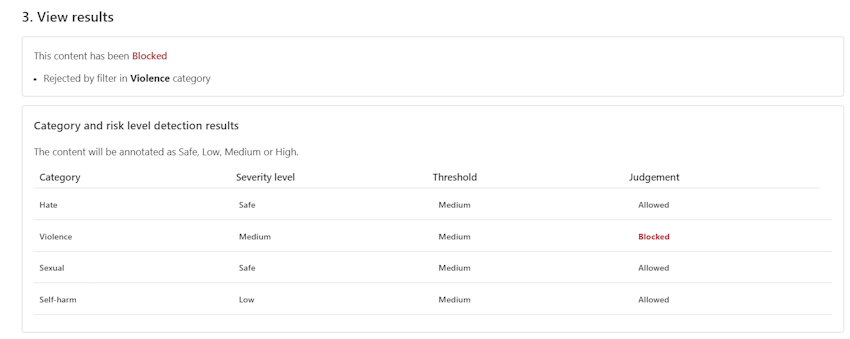 3. View results
This content has been Blocked
• Rejected by filter in Violence category
Category and risk level detection results
The content will be annotated as Safe, Low, Medium or High.
Category Severity level Threshold Judgement
Hate Safe Medium Allowed
Violence Medium Medium Blocked
Sexual Safe Medium Allowed
Self-harm Low Medium Allowed